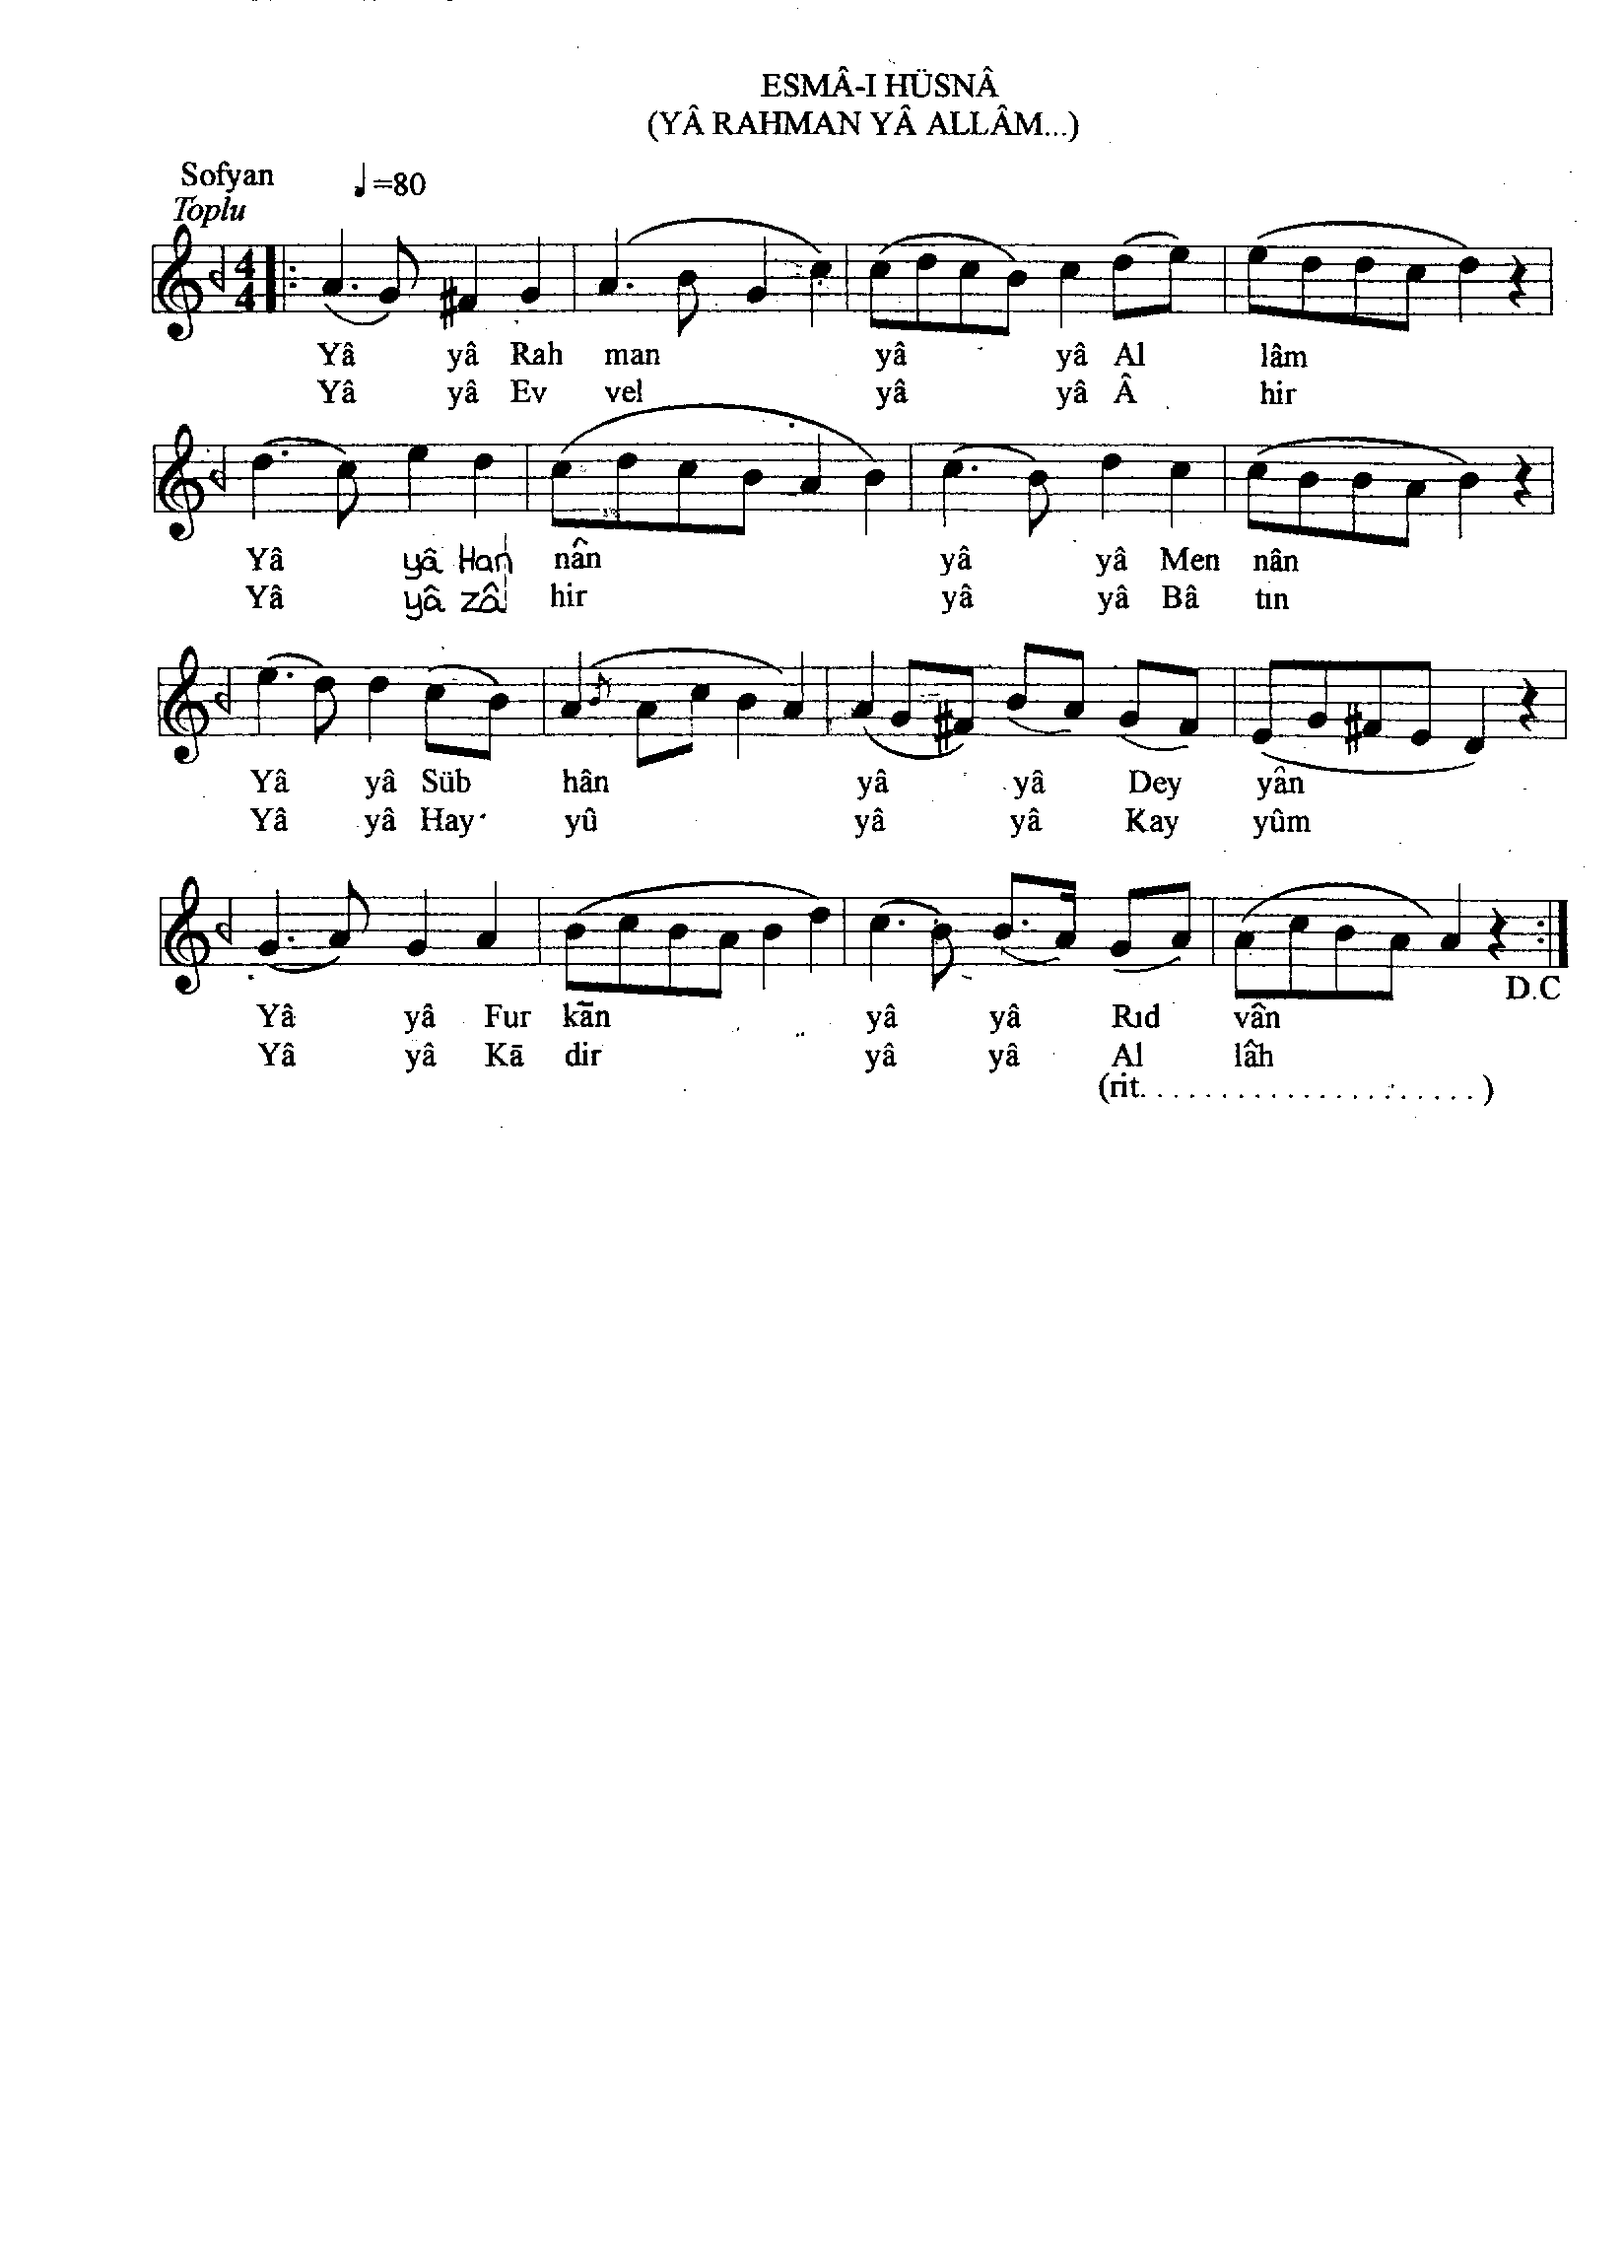 ESMÂ-I HÜSNÂ
(YÂ RAHMAN YÂ ALLÂM...)
Sofyan
=80
Toplu
4
4
Yâ yâ Rah man yâ yâ Al lâm
Yâ yâ Ev vel yâ yâ Â hir
Yâ yâ Han nân yâ yâ Men nân
Yâ yâ zâ hir yâ yâ Bâ tın
Yâ yâ Süb hân yâ yâ Dey yân
Yâ yâ Hay yû yâ yâ Kay yûm
D.C
Yâ yâ Fur kān yâ yâ Rıd vân
Yâ yâ Kā dir yâ yâ Al lâh
(rit. . . . . . . . . . . . . . . . . . . . . )